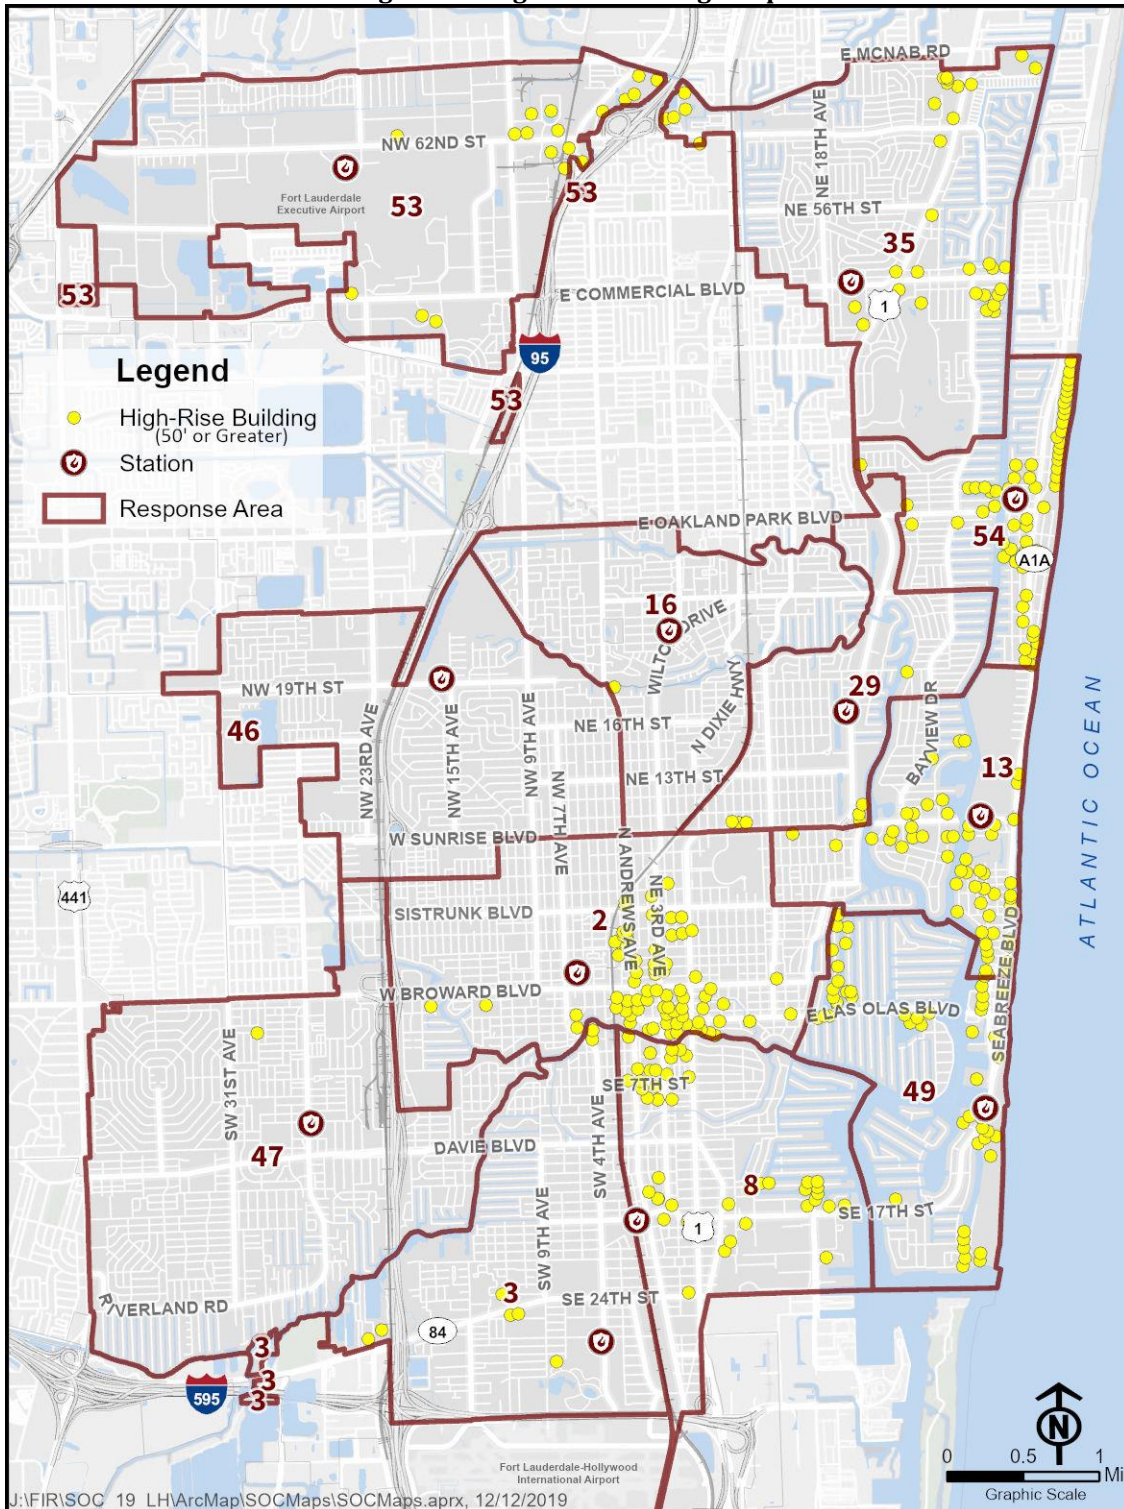 E MCNAB RD
NE 18TH AVE
NW 62ND ST
Fort Lauderdale
Executive Airport
53
53
NE 56TH ST
35
53
E COMMERCIAL BLVD
1
95
Legend
High-Rise Building
(50' or Greater)
Station
Response Area
53
E OAKLAND PARK BLVD
54
A1A
16
WILTON DRIVE
NW 19TH ST
46
NW 23RD AVE
NW 15TH AVE
NW 9TH AVE
NW 7TH AVE
NE 16TH ST
N DIXIE HWY
NE 13TH ST
29
BAYVIEW DR
13
ATLANTIC OCEAN
W SUNRISE BLVD
N ANDREWS AVE
NE 3RD AVE
441
SISTRUNK BLVD
2
SEABREEZE BLVD
W BROWARD BLVD
E LAS OLAS BLVD
SW 31ST AVE
SE 7TH ST
49
47
DAVIE BLVD
SW 4TH AVE
8
SW 9TH AVE
SE 17TH ST
1
3
SE 24TH ST
RIVERLAND RD
84
3
3
3
595
Fort Lauderdale-Hollywood
International Airport
N
0 0.5 1
Mi
Graphic Scale
J:\FIR\SOC_19_LH\ArcMap\SOCMaps\SOCMaps.aprx, 12/12/2019